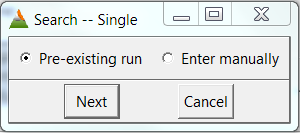 Search -- Single
Pre-existing run Enter manually
Next Cancel